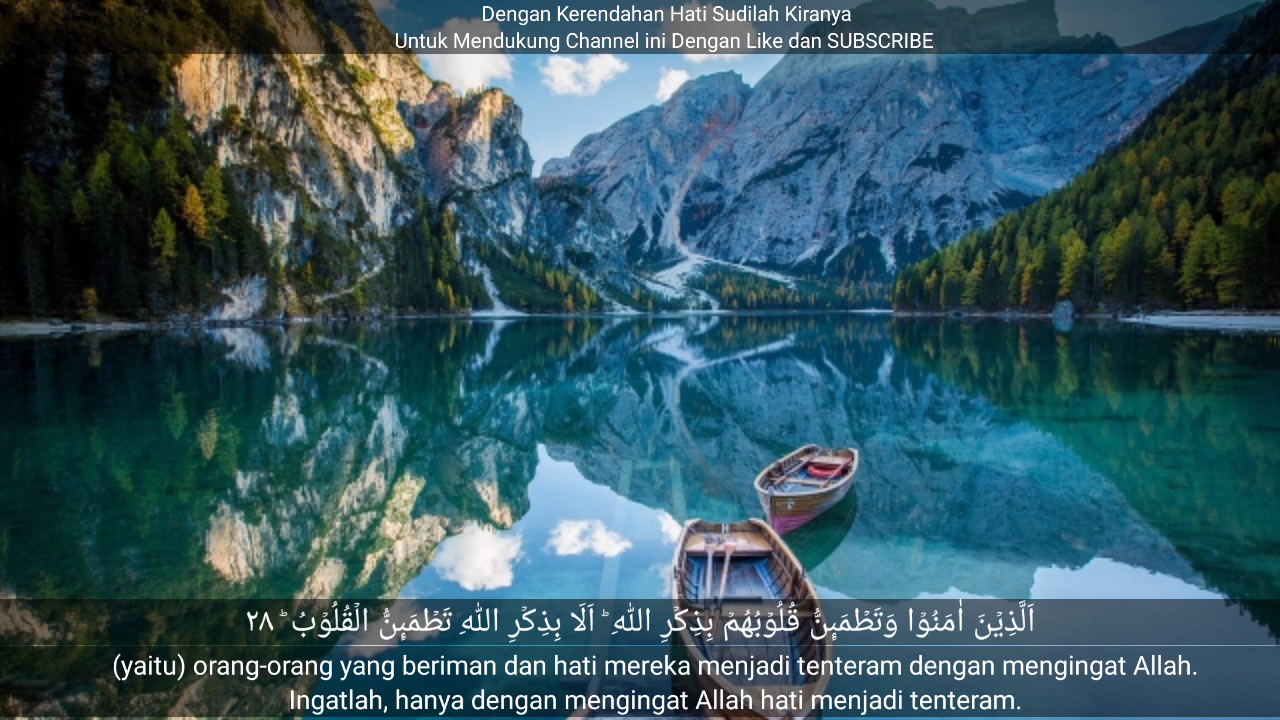 Dengan Kerendahan Hati Sudilah Kiranya
Untuk Mendukung Channel ini Dengan Like dan SUBSCRIBE
اَلَّذِيْنَ اٰمَنُوْا وَتَطْمَىِٕنُّ قُلُوْبُهُمْ بِذِكْرِ اللّٰهِ ۗ اَلَا بِذِكْرِ اللّٰهِ تَطْمَىِٕنُّ الْقُلُوْبُ ۗ ٢٨
(yaitu) orang-orang yang beriman dan hati mereka menjadi tenteram dengan mengingat Allah.
Ingatlah, hanya dengan mengingat Allah hati menjadi tenteram.